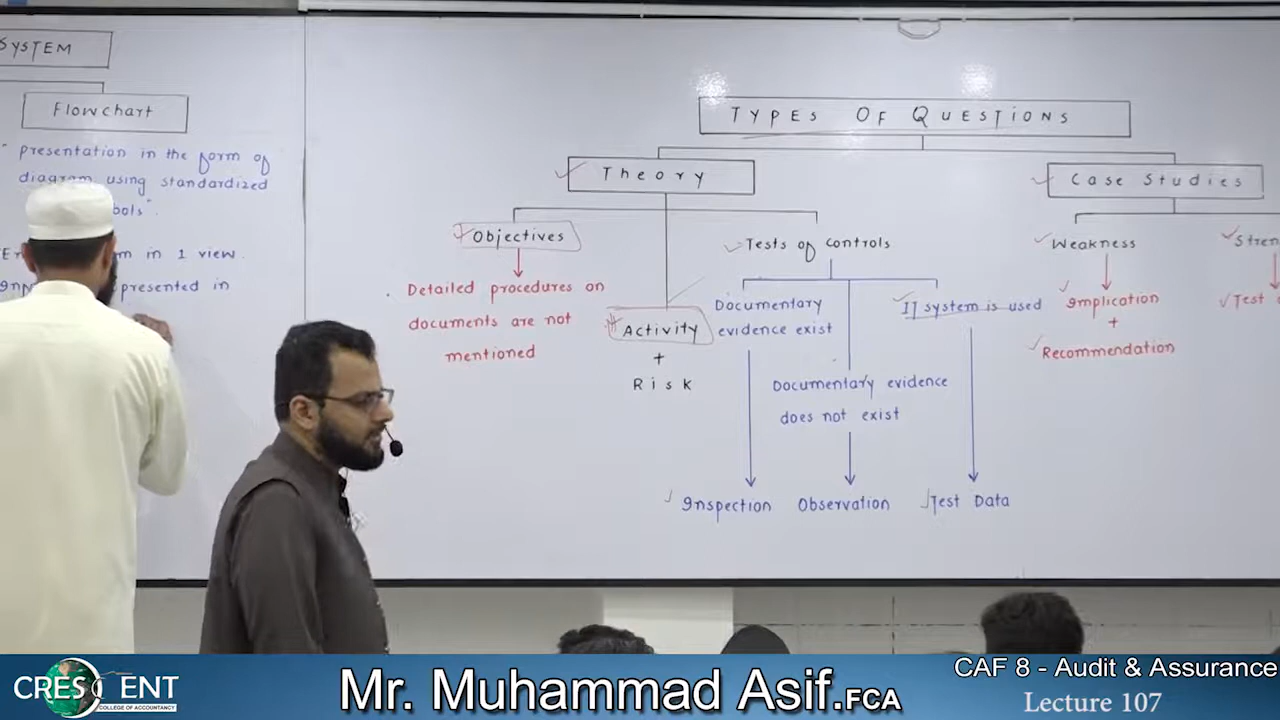 SYSTEM
Flowchart
" presentation in the form of
diagram using standardized
bols".
in 1 view.
presented in
TYPES OF QUESTIONS
Theory
Case Studies
Objectives
Detailed procedures on
documents are not
mentioned
Activity
+
Risk
Tests of controls
Documentary
evidence exist
Documentary evidence
does not exist
IT system is used
Inspection
Observation
Test Data
Weakness
Implication
+
Recommendation
Stren
Test
CRESCENT
COLLEGE OF ACCOUNTANCY
Mr. Muhammad Asif.FCA
CAF 8 - Audit & Assurance
Lecture 107